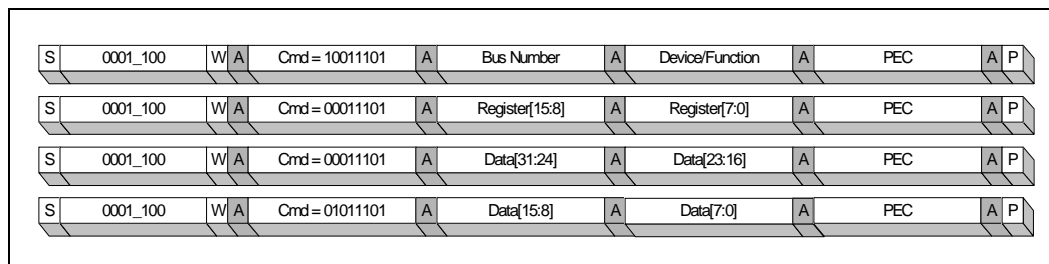 S 0001_100 W A Cmd = 10011101 A Bus Number A Device/Function A PEC A P
S 0001_100 W A Cmd = 00011101 A Register[15:8] A Register[7:0] A PEC A P
S 0001_100 W A Cmd = 00011101 A Data[31:24] A Data[23:16] A PEC A P
S 0001_100 W A Cmd = 01011101 A Data[15:8] A Data[7:0] A PEC A P